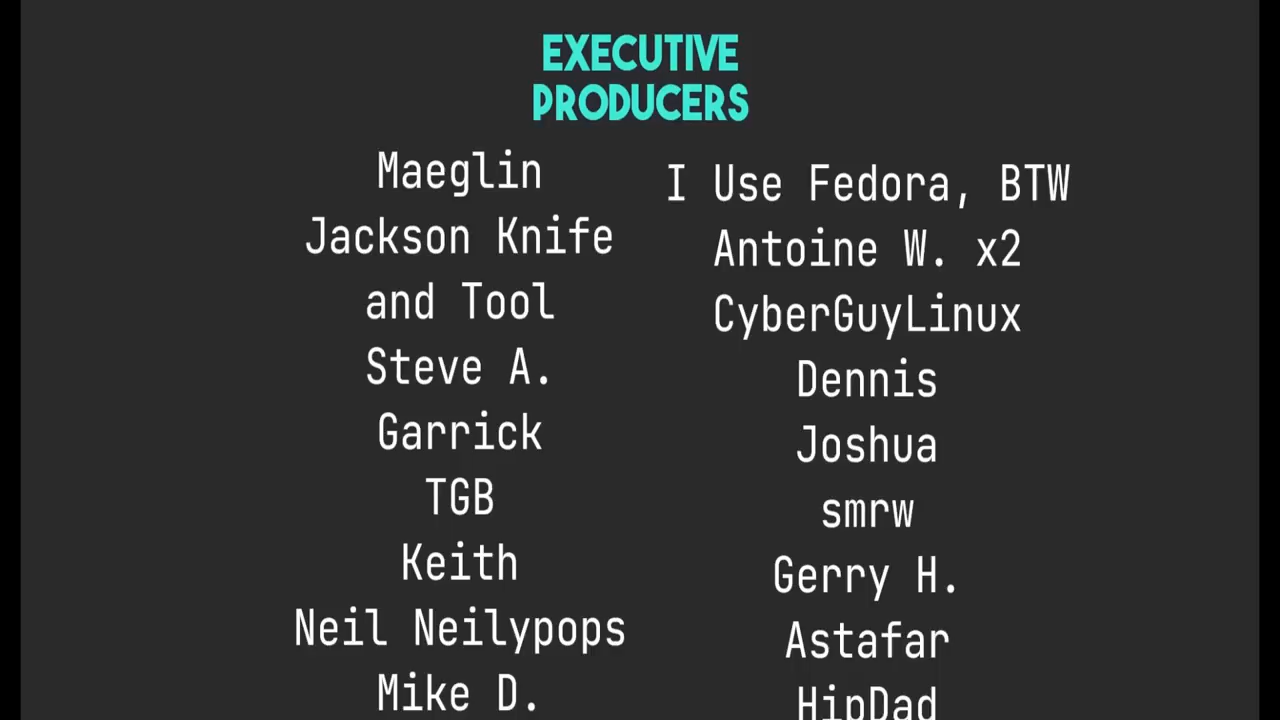 EXECUTIVE
PRODUCERS
Maeglin
Jackson Knife
and Tool
Steve A.
Garrick
TGB
Keith
Neil Neilypops
Mike D.
I Use Fedora, BTW
Antoine W. x2
CyberGuyLinux
Dennis
Joshua
smrw
Gerry H.
Astafar
HipDad